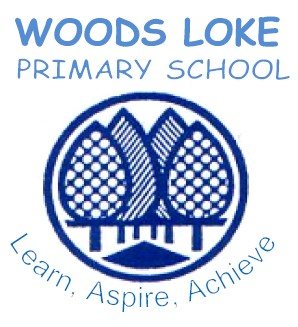 WOODS LOKE
PRIMARY SCHOOL
Learn, Aspire, Achieve